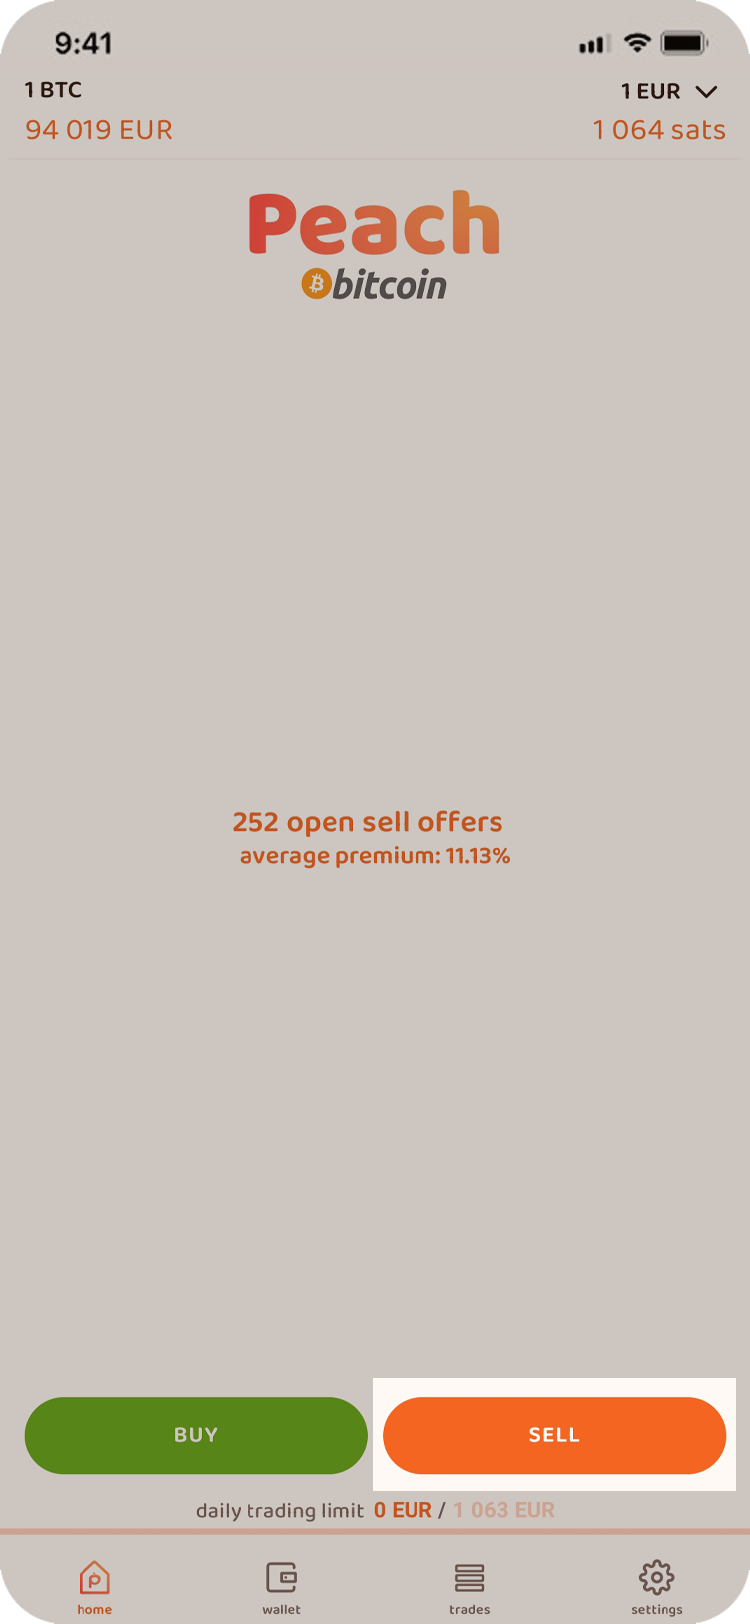 9:41
1 BTC
1 EUR
94 019 EUR
1 064 sats
Peach
bitcoin
252 open sell offers
average premium: 11.13%
BUY
SELL
daily trading limit 0 EUR / 1 063 EUR
home
wallet
trades
settings